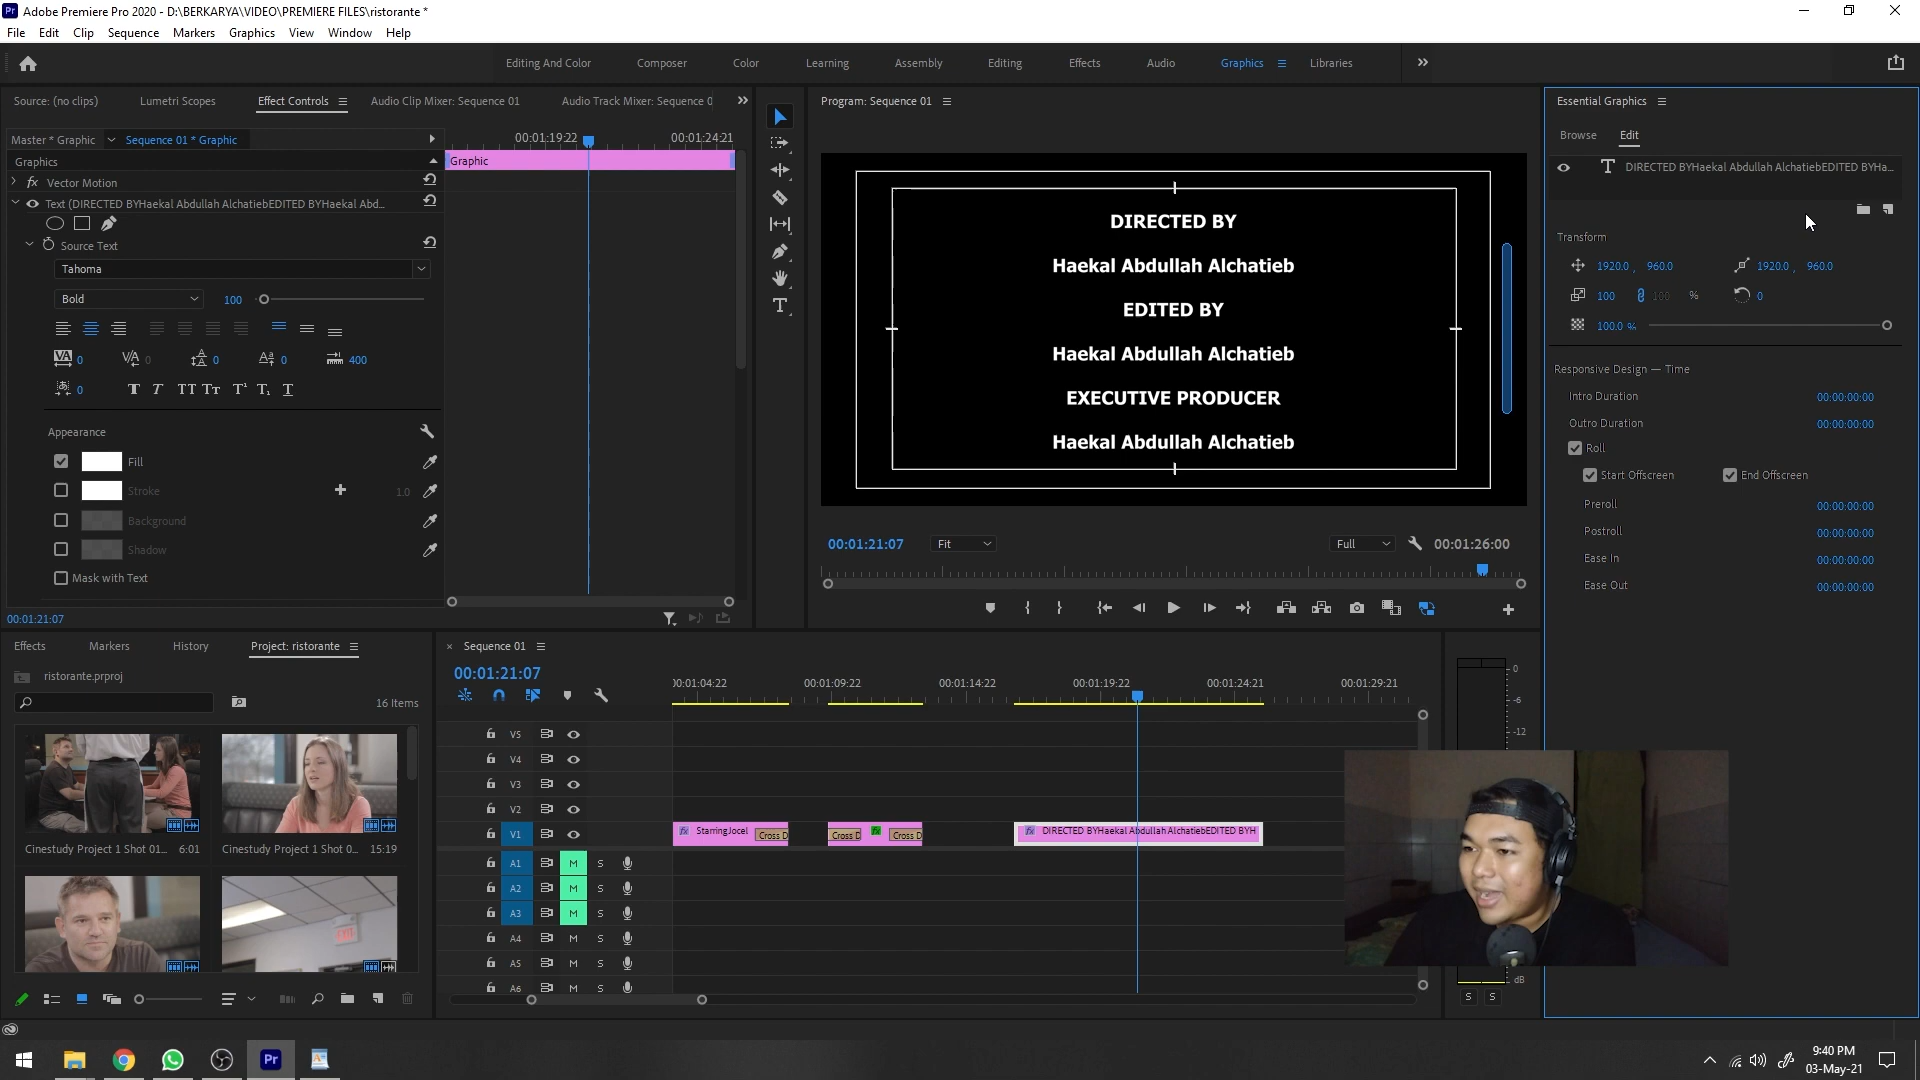 Adobe Premiere Pro 2020 - D:\BERKARYA\VIDEO\PREMIERE FILES\ristorante *
File Edit Clip Sequence Markers Graphics View Window Help
Editing And Color Composer Color Learning Assembly Editing Effects Audio Graphics Libraries
Source: (no clips) Lumetri Scopes Effect Controls Audio Clip Mixer: Sequence 01 Audio Track Mixer: Sequence 0
Master * Graphic Sequence 01 * Graphic
00:01:19:22 00:01:24:21
Graphics
Graphic
fx Vector Motion
Text (DIRECTED BYHaekal Abdullah AlchatiebEDITED BYHaekal Abd...
Source Text
Tahoma
Bold 100
0 0 0 0 400
0
Appearance
Fill
Stroke 1.0
Background
Shadow
Mask with Text
00:01:21:07
Program: Sequence 01
DIRECTED BY
Haekal Abdullah Alchatieb
EDITED BY
Haekal Abdullah Alchatieb
EXECUTIVE PRODUCER
Haekal Abdullah Alchatieb
00:01:21:07 Fit Full 00:01:26:00
Essential Graphics
Browse Edit
DIRECTED BYHaekal Abdullah AlchatiebEDITED BYHa...
Transform
1920.0 , 960.0 1920.0 , 960.0
100 100 % 0
100.0 %
Responsive Design — Time
Intro Duration 00:00:00:00
Outro Duration 00:00:00:00
Roll
Start Offscreen End Offscreen
Preroll 00:00:00:00
Postroll 00:00:00:00
Ease In 00:00:00:00
Ease Out 00:00:00:00
Effects Markers History Project: ristorante
ristorante.prproj
16 Items
Cinestudy Project 1 Shot 01... 6:01
Cinestudy Project 1 Shot 0... 15:19
EXIT
Sequence 01
00:01:21:07
00:01:04:22 00:01:09:22 00:01:14:22 00:01:19:22 00:01:24:21 00:01:29:21
V5
V4
V3
V2
V1
fx StarringJocel Cross D
Cross D fx Cross D
fx DIRECTED BYHaekal Abdullah AlchatiebEDITED BYH
A1 M S
A2 M S
A3 M S
A4 M S
A5 M S
A6 M S
0
-6
-12
dB
S S
Pr
9:40 PM
03-May-21